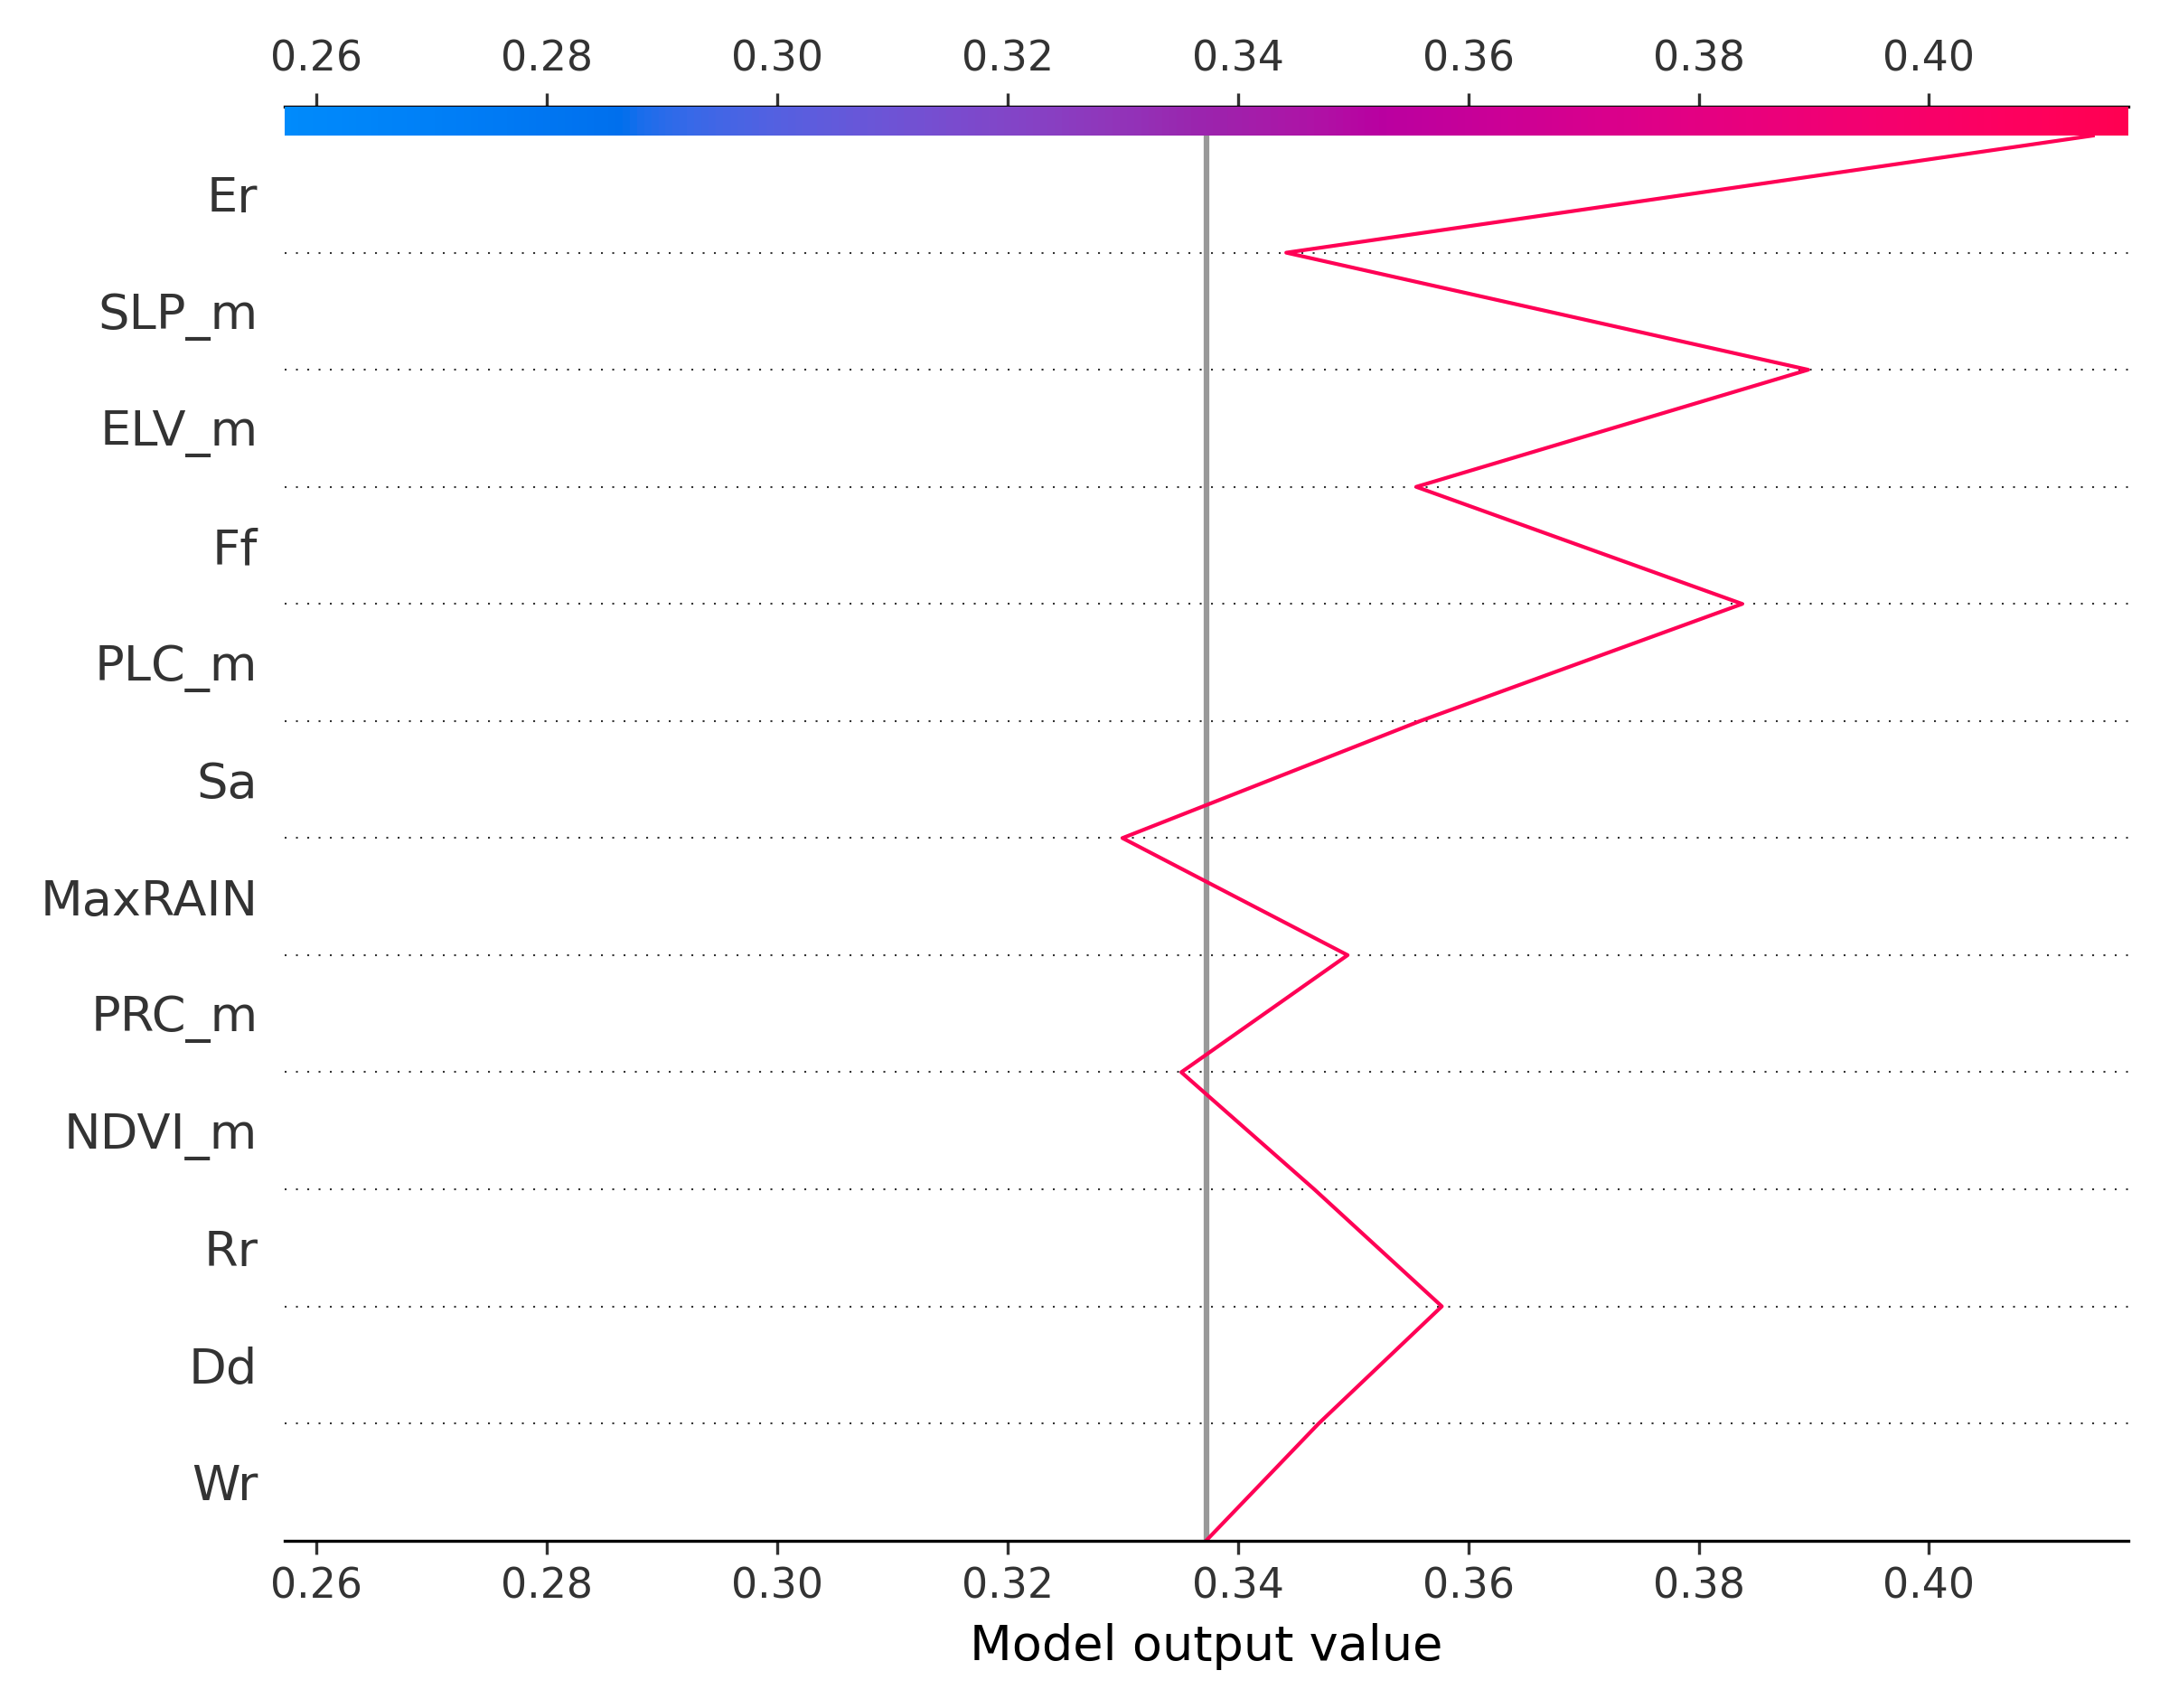 0.26 0.28 0.30 0.32 0.34 0.36 0.38 0.40
Er
SLP_m
ELV_m
Ff
PLC_m
Sa
MaxRAIN
PRC_m
NDVI_m
Rr
Dd
Wr
0.26 0.28 0.30 0.32 0.34 0.36 0.38 0.40
Model output value